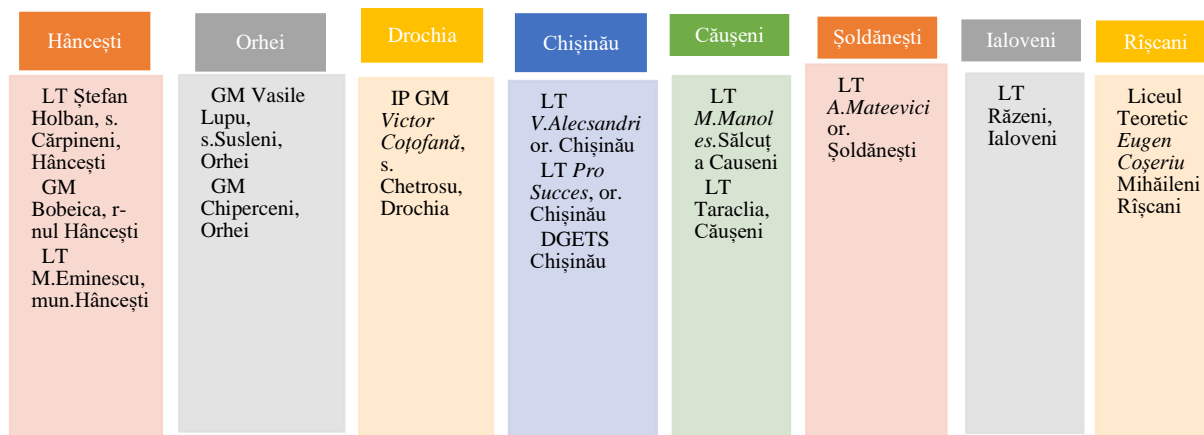 Hâncești
LT Ștefan
Holban, s.
Cărpineni,
Hâncești
GM
Bobeica, r-
nul Hâncești
LT
M.Eminescu,
mun.Hâncești
Orhei
GM Vasile
Lupu,
s.Susleni,
Orhei
GM
Chiperceni,
Orhei
Drochia
IP GM
Victor
Coțofană,
s.
Chetrosu,
Drochia
Chișinău
LT
V.Alecsandri
or. Chișinău
LT Pro
Succes, or.
Chișinău
DGETS
Chișinău
Căușeni
LT
M.Manol
es.Sălcuț
a Causeni
LT
Taraclia,
Căușeni
Șoldănești
LT
A.Mateevici
or.
Șoldănești
Ialoveni
LT
Răzeni,
Ialoveni
Rîșcani
Liceul
Teoretic
Eugen
Coșeriu
Mihăileni
Rîșcani